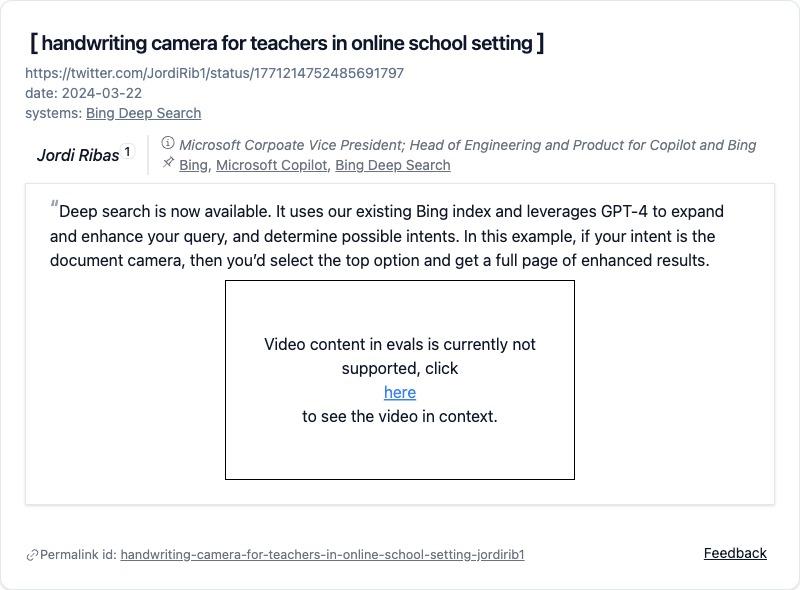 [handwriting camera for teachers in online school setting]
https://twitter.com/JordiRib1/status/1771214752485691797
date: 2024-03-22
systems: Bing Deep Search
Jordi Ribas 1
Microsoft Corpoate Vice President; Head of Engineering and Product for Copilot and Bing
Bing, Microsoft Copilot, Bing Deep Search
“Deep search is now available. It uses our existing Bing index and leverages GPT-4 to expand
and enhance your query, and determine possible intents. In this example, if your intent is the
document camera, then you’d select the top option and get a full page of enhanced results.
Video content in evals is currently not
supported, click
here
to see the video in context.
Permalink id: handwriting-camera-for-teachers-in-online-school-setting-jordirib1
Feedback